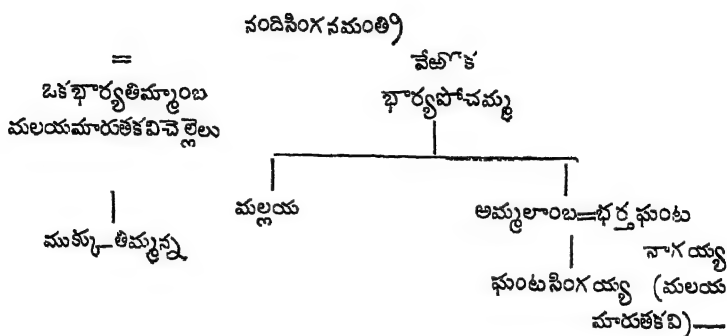 నందిసింగనమంత్రి
=
వేఱొక
ఒకభార్యతిమ్మాంబ
భార్యపోచమ్మ
మలయమారుతకవిచెల్లెలు
మల్లయ
అమ్మలాంబ=భర్తఘంట
ముక్కుతిమ్మన్న
నాగయ్య
ఘంటసింగయ్య (మలయ
మారుతకవి)—